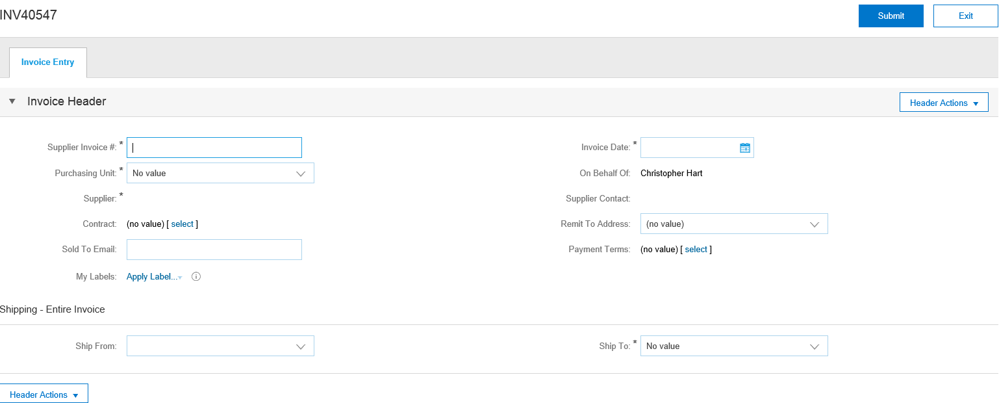 INV40547
Submit
Exit
Invoice Entry
Invoice Header
Header Actions
Supplier Invoice #: *
Invoice Date: *
Purchasing Unit: * No value
On Behalf Of: Christopher Hart
Supplier: *
Supplier Contact:
Contract: (no value) [ select ]
Remit To Address: (no value)
Sold To Email:
Payment Terms: (no value) [ select ]
My Labels: Apply Label...
Shipping - Entire Invoice
Ship From:
Ship To: * No value
Header Actions